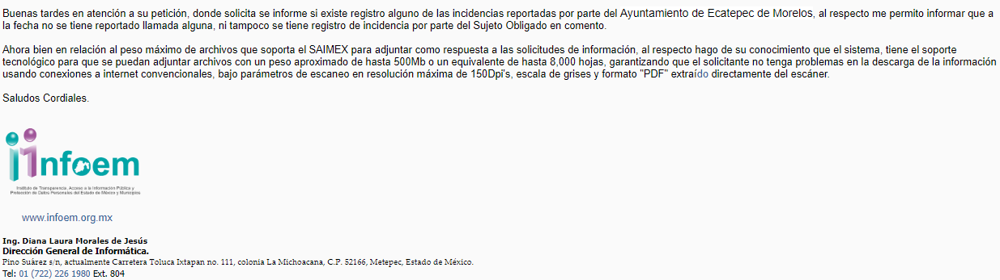 Buenas tardes en atención a su petición, donde solicita se informe si existe registro alguno de las incidencias reportadas por parte del Ayuntamiento de Ecatepec de Morelos, al respecto me permito informar que a
la fecha no se tiene reportado llamada alguna, ni tampoco se tiene registro de incidencia por parte del Sujeto Obligado en comento.
Ahora bien en relación al peso máximo de archivos que soporta el SAIMEX para adjuntar como respuesta a las solicitudes de información, al respecto hago de su conocimiento que el sistema, tiene el soporte
tecnológico para que se puedan adjuntar archivos con un peso aproximado de hasta 500Mb o un equivalente de hasta 8,000 hojas, garantizando que el solicitante no tenga problemas en la descarga de la información
usando conexiones a internet convencionales, bajo parámetros de escaneo en resolución máxima de 150Dpi's, escala de grises y formato "PDF" extraído directamente del escáner.
Saludos Cordiales.
infoem
Instituto de Transparencia, Acceso a la Información Pública y
Protección de Datos Personales del Estado de México y Municipios
www.infoem.org.mx
Ing. Diana Laura Morales de Jesús
Dirección General de Informática.
Pino Suárez s/n, actualmente Carretera Toluca Ixtapan no. 111, colonia La Michoacana, C.P. 52166, Metepec, Estado de México.
Tel: 01 (722) 226 1980 Ext. 804